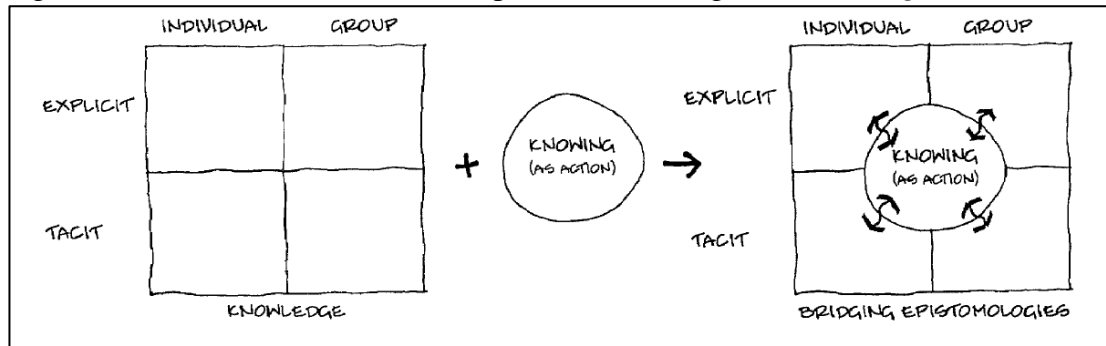 INDIVIDUAL GROUP
EXPLICIT
TACIT
KNOWLEDGE
+
KNOWING
(AS ACTION)
INDIVIDUAL GROUP
EXPLICIT
KNOWING
(AS ACTION)
TACIT
BRIDGING EPISTOMOLOGIES